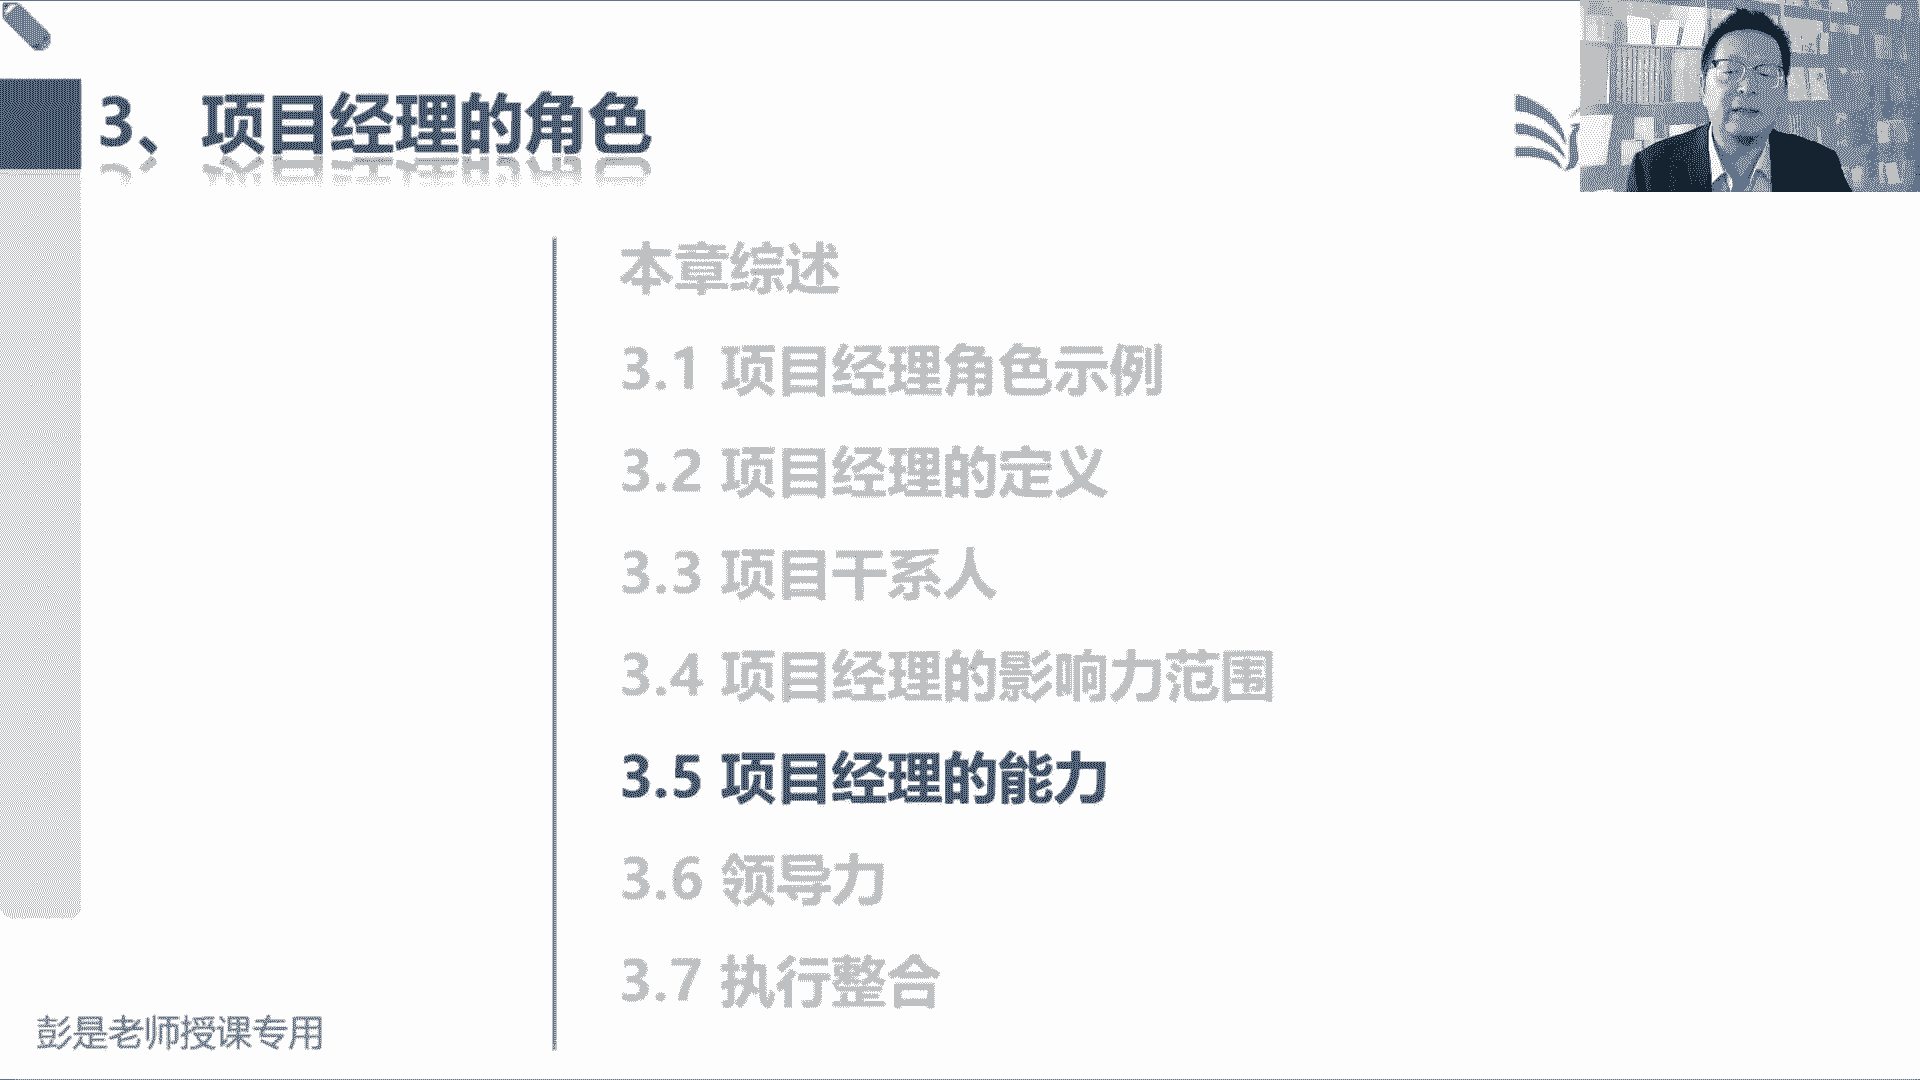 3、项目经理的角色
本章综述
3.1 项目经理角色示例
3.2 项目经理的定义
3.3 项目干系人
3.4 项目经理的影响力范围
3.5 项目经理的能力
3.6 领导力
3.7 执行整合
彭是老师授课专用